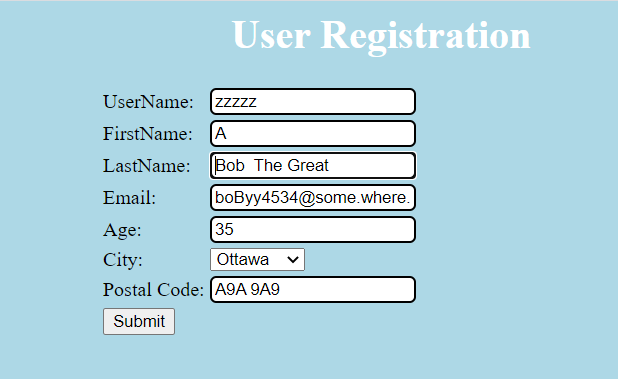 User Registration
UserName: zzzzz
FirstName: A
LastName: Bob  The Great
Email: boByy4534@some.where.
Age: 35
City: Ottawa
Postal Code: A9A 9A9
Submit